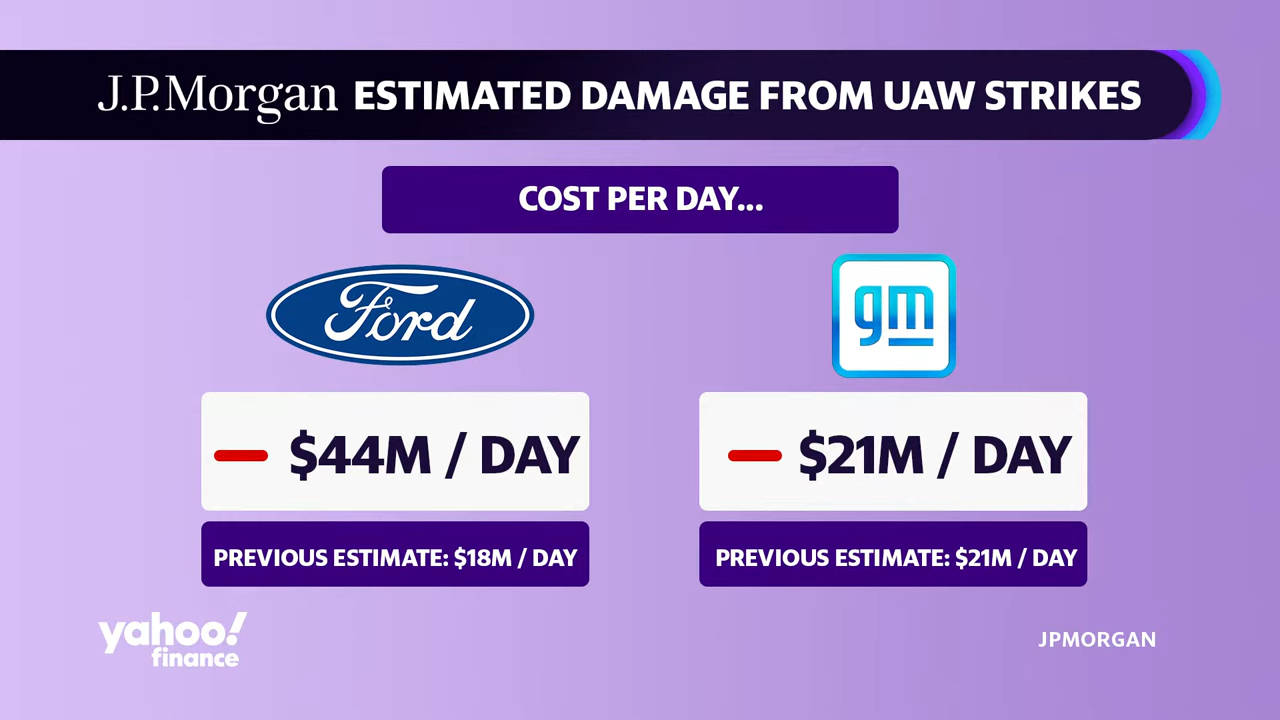 J.P.Morgan ESTIMATED DAMAGE FROM UAW STRIKES
COST PER DAY...
Ford
gm
— $44M / DAY
— $21M / DAY
PREVIOUS ESTIMATE: $18M / DAY
PREVIOUS ESTIMATE: $21M / DAY
yahoo!
finance
JPMORGAN